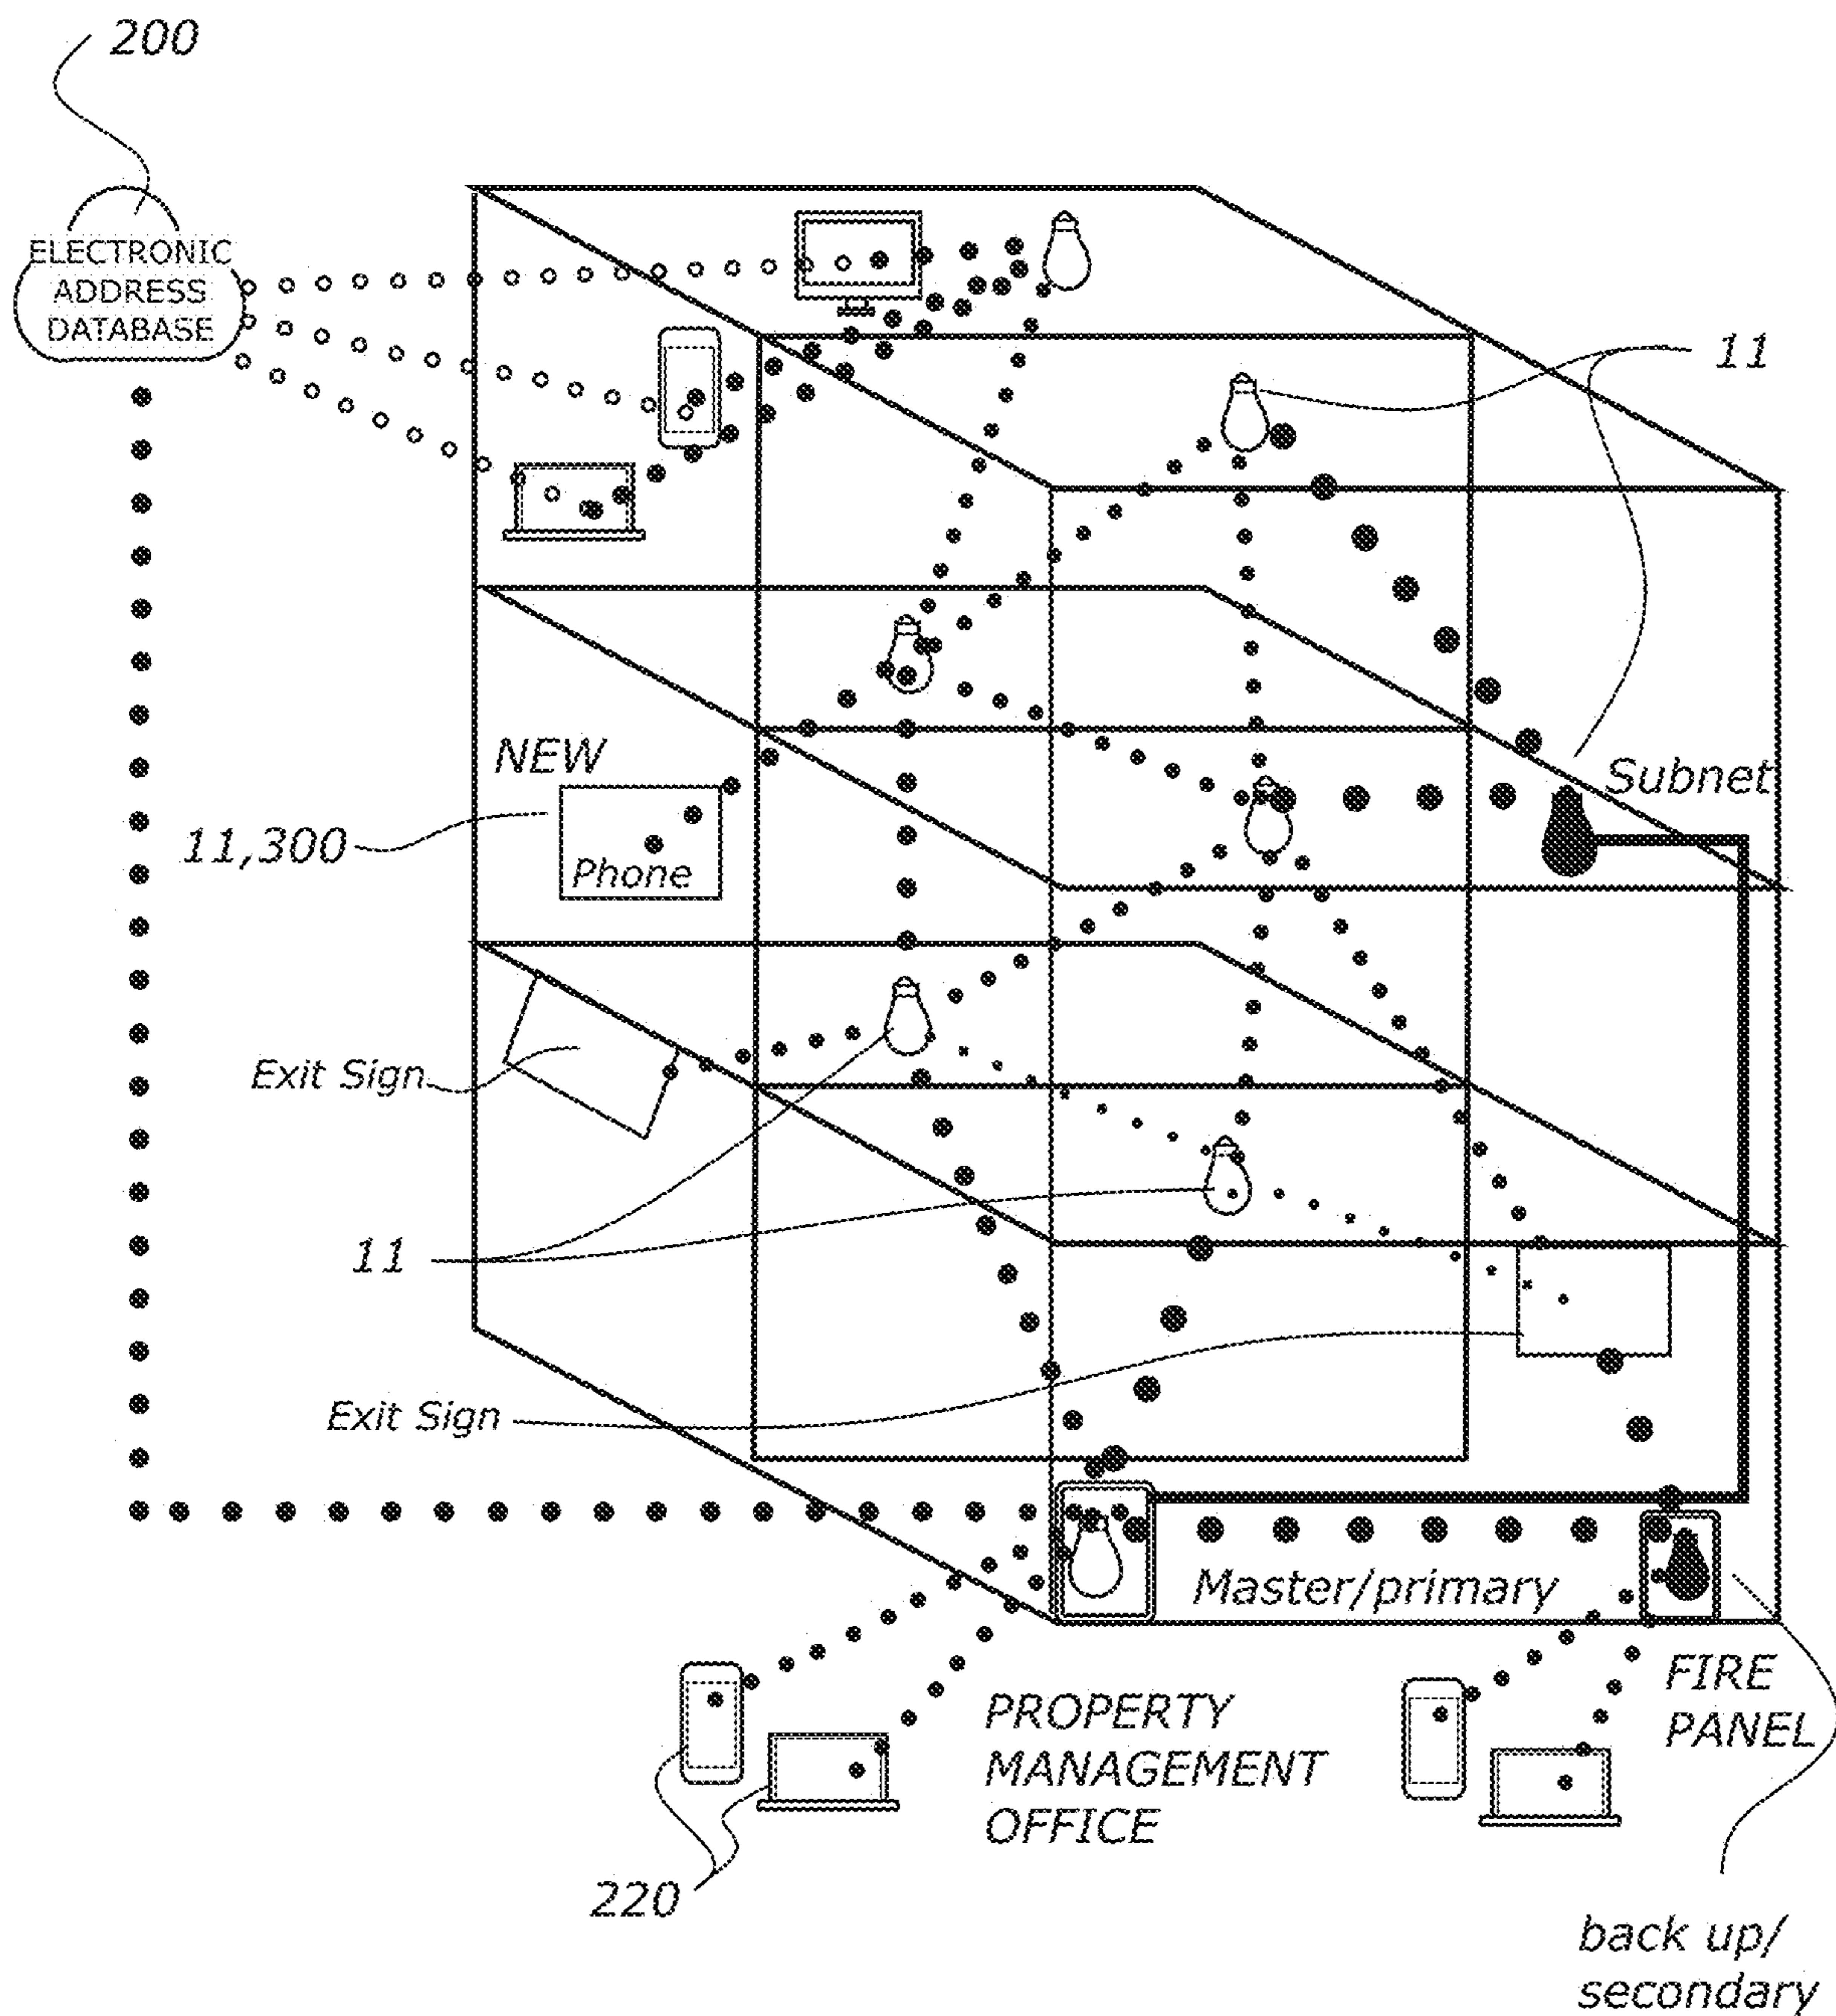 200
ELECTRONIC
ADDRESS
DATABASE
11
NEW
Subnet
11,300
Phone
Exit Sign
11
Exit Sign
Master/primary
FIRE
PANEL
PROPERTY
MANAGEMENT
OFFICE
220
back up/
secondary